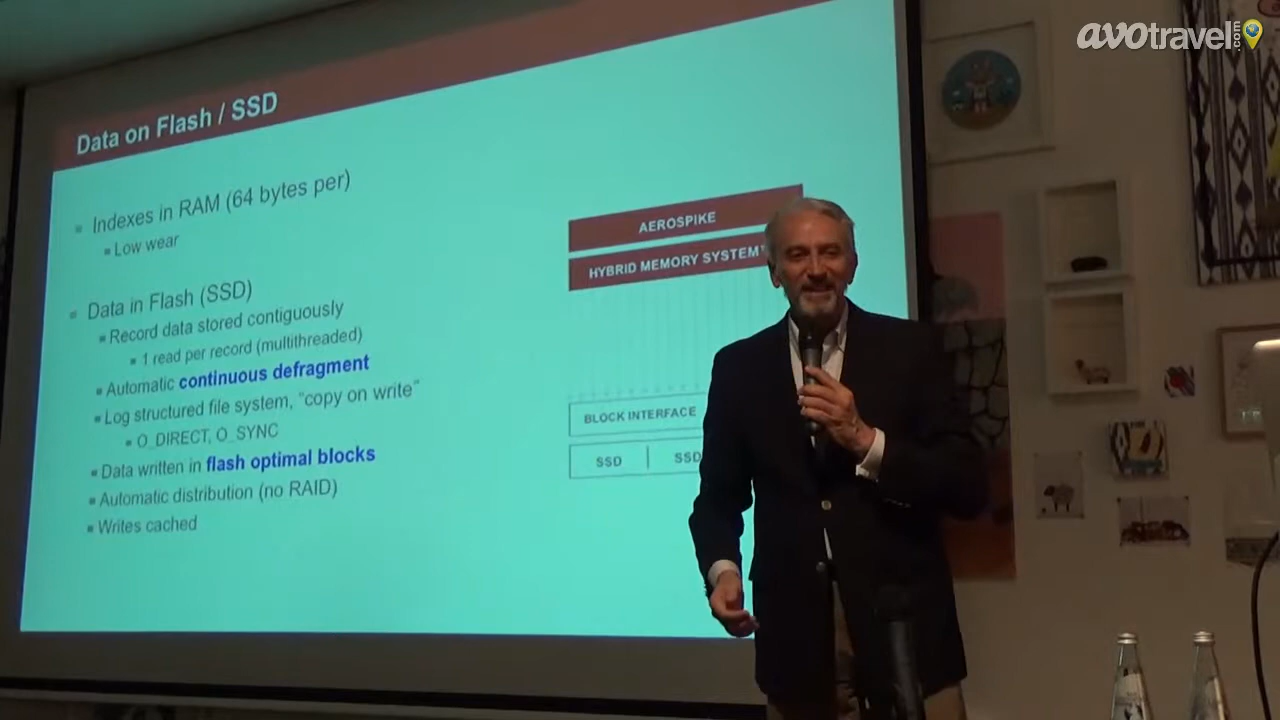 avotravel.com
Data on Flash / SSD
Indexes in RAM (64 bytes per)
Low wear
Data in Flash (SSD)
Record data stored contiguously
1 read per record (multithreaded)
Automatic continuous defragment
Log structured file system, “copy on write”
O_DIRECT, O_SYNC
Data written in flash optimal blocks
Automatic distribution (no RAID)
Writes cached
AEROSPIKE
HYBRID MEMORY SYSTEM™
BLOCK INTERFACE
SSD
SSD